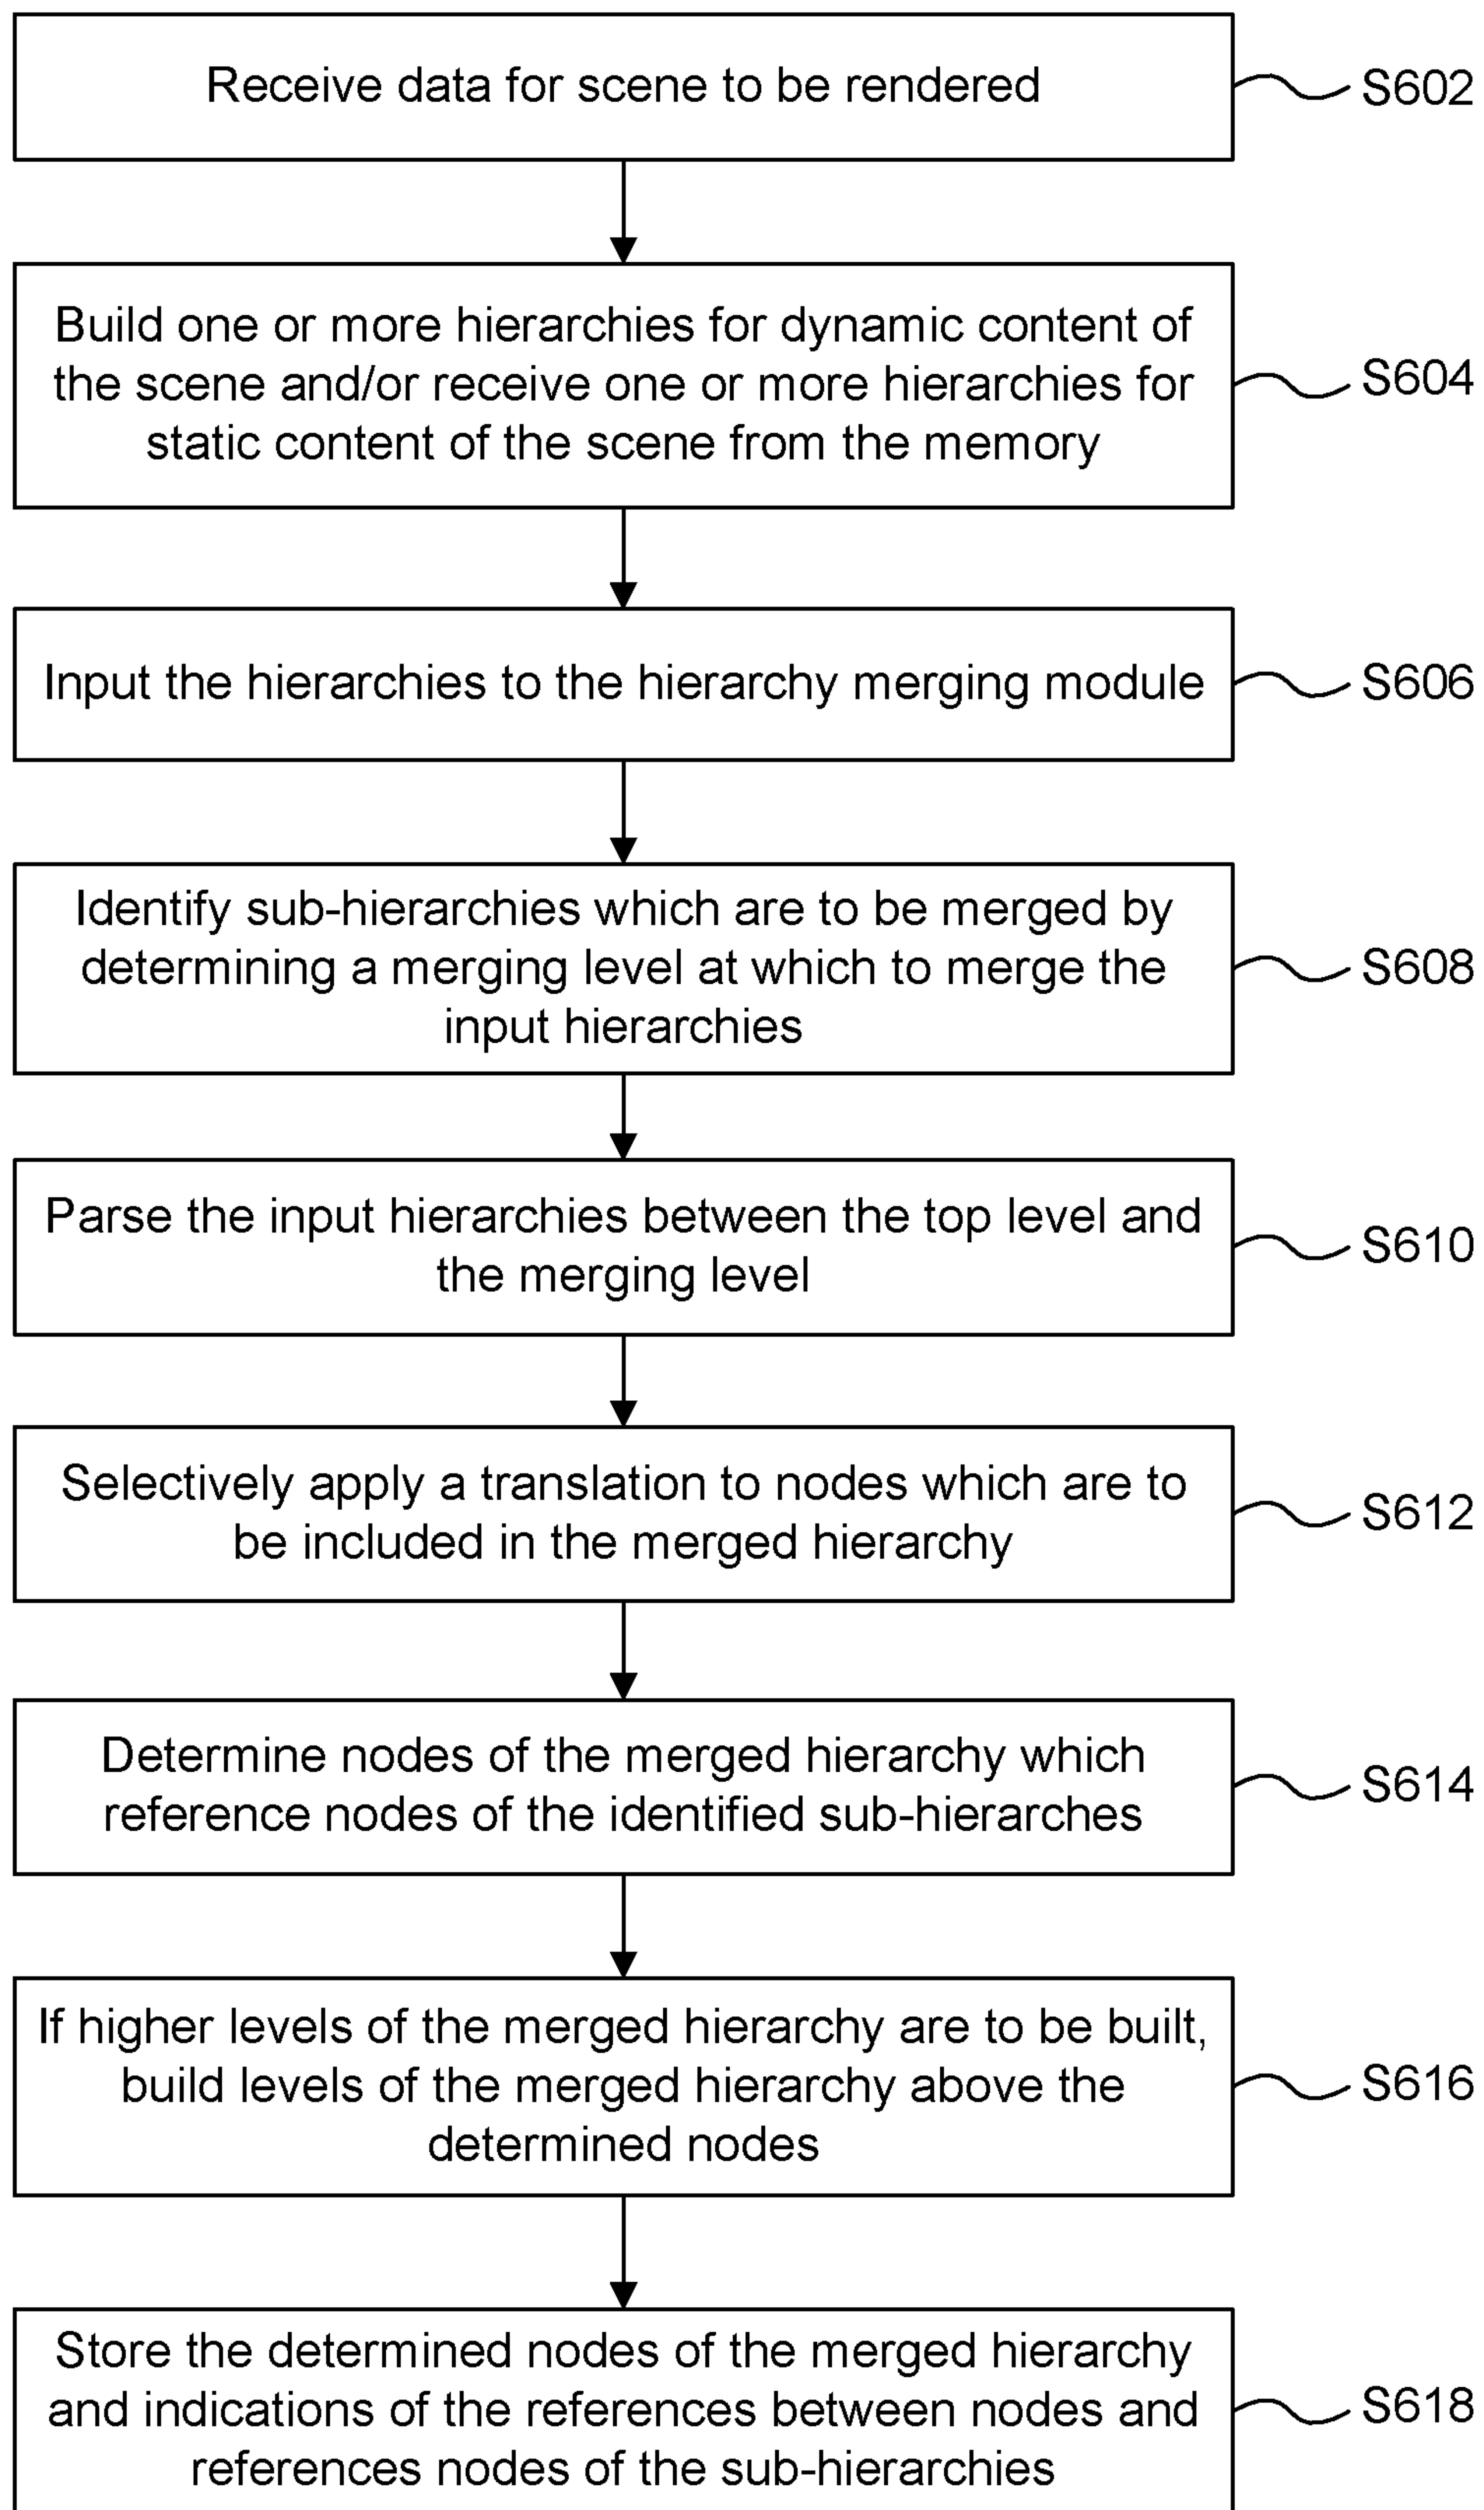 Receive data for scene to be rendered
S602
Build one or more hierarchies for dynamic content of
the scene and/or receive one or more hierarchies for
static content of the scene from the memory
S604
Input the hierarchies to the hierarchy merging module
S606
Identify sub-hierarchies which are to be merged by
determining a merging level at which to merge the
input hierarchies
S608
Parse the input hierarchies between the top level and
the merging level
S610
Selectively apply a translation to nodes which are to
be included in the merged hierarchy
S612
Determine nodes of the merged hierarchy which
reference nodes of the identified sub-hierarches
S614
If higher levels of the merged hierarchy are to be built,
build levels of the merged hierarchy above the
determined nodes
S616
Store the determined nodes of the merged hierarchy
and indications of the references between nodes and
references nodes of the sub-hierarchies
S618